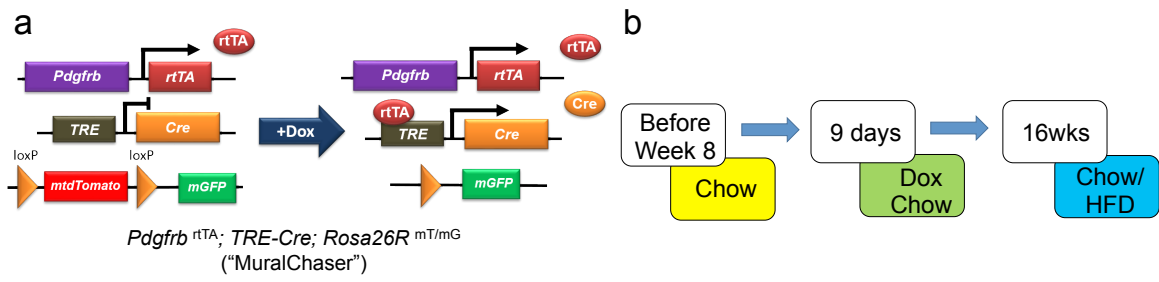 a
rtTA
Pdgfrb
rtTA
TRE
Cre
loxP
loxP
mtdTomato
mGFP
+Dox
rtTA
Pdgfrb
rtTA
Cre
rtTA
TRE
Cre
mGFP
Pdgfrb rtTA; TRE-Cre; Rosa26R mT/mG
(“MuralChaser”)
b
Before
Week 8
Chow
9 days
Dox
Chow
16wks
Chow/
HFD